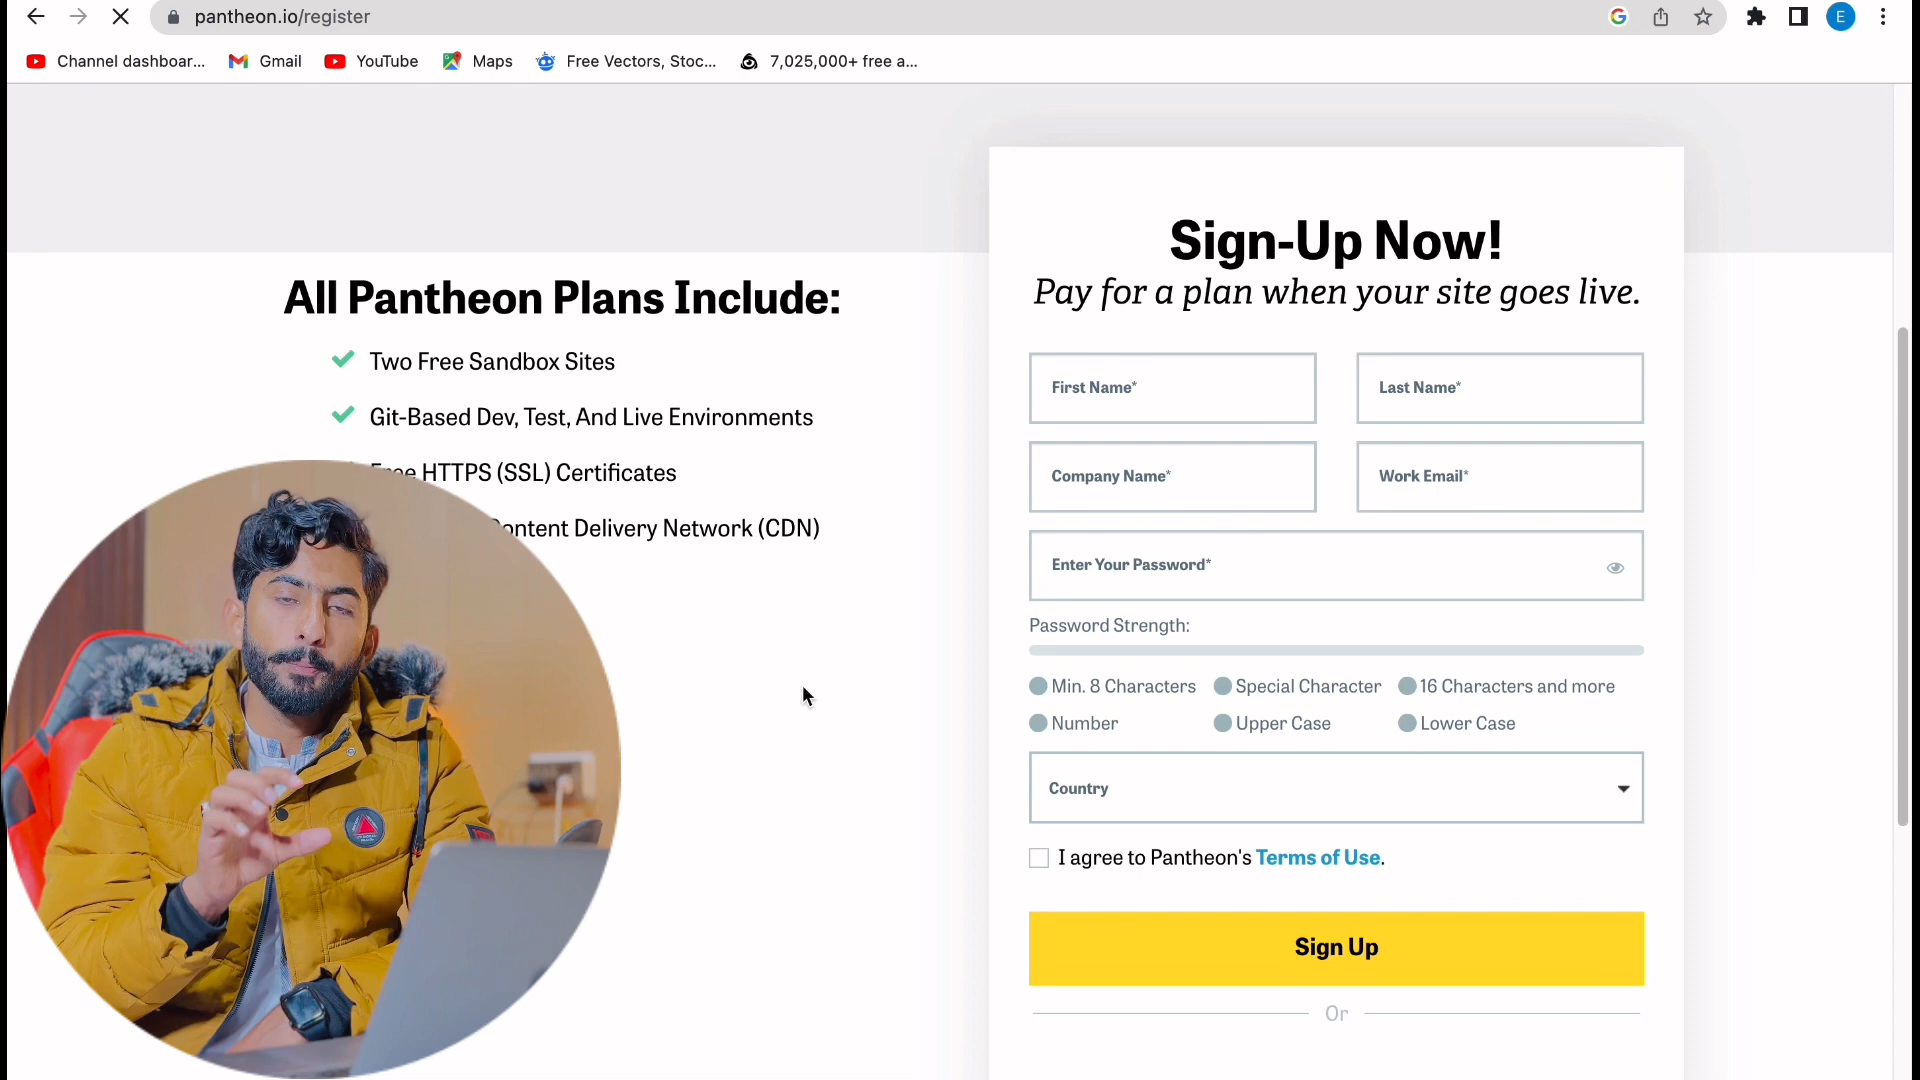 pantheon.io/register
E
Channel dashboar...
Gmail
YouTube
Maps
Free Vectors, Stoc...
7,025,000+ free a...
All Pantheon Plans Include:
Two Free Sandbox Sites
Git-Based Dev, Test, And Live Environments
HTTPS (SSL) Certificates
Delivery Network (CDN)
Sign-Up Now!
Pay for a plan when your site goes live.
First Name*
Last Name*
Company Name*
Work Email*
Enter Your Password*
Password Strength:
Min. 8 Characters
Special Character
16 Characters and more
Number
Upper Case
Lower Case
Country
I agree to Pantheon's Terms of Use.
Sign Up
Or